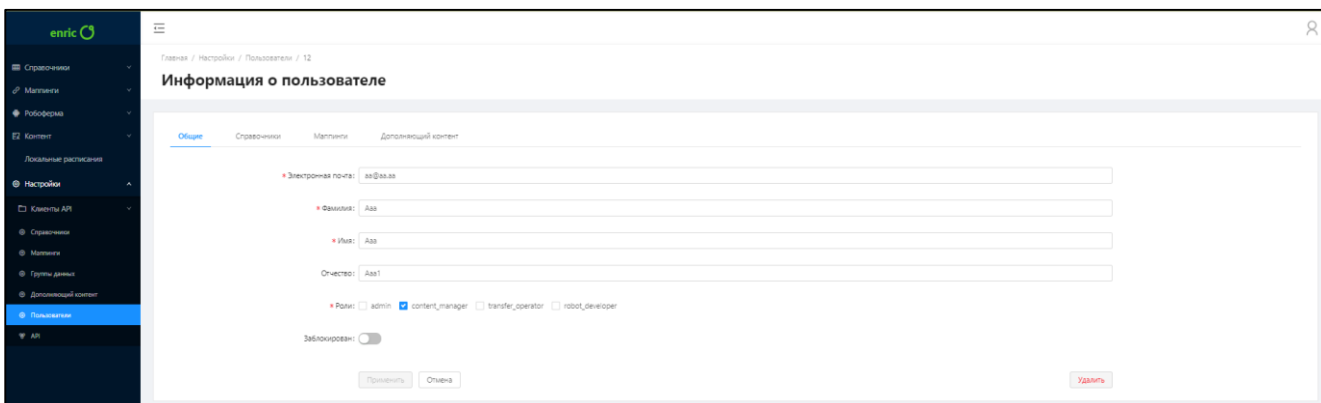 enric
Главная / Настройки / Пользователи / 12
Информация о пользователе
Справочники
Маппинги
Робоферма
Контент
Локальные расписания
Настройки
Клиенты API
Справочники
Маппинги
Группы данных
Дополняющий контент
Пользователи
API
Общие Справочники Маппинги Дополняющий контент
* Электронная почта: aa@aa.aa
* Фамилия: Ааа
* Имя: Ааа
Отчество: Ааа1
* Роли: admin content_manager transfer_operator robot_developer
Заблокирован:
Применить Отмена Удалить